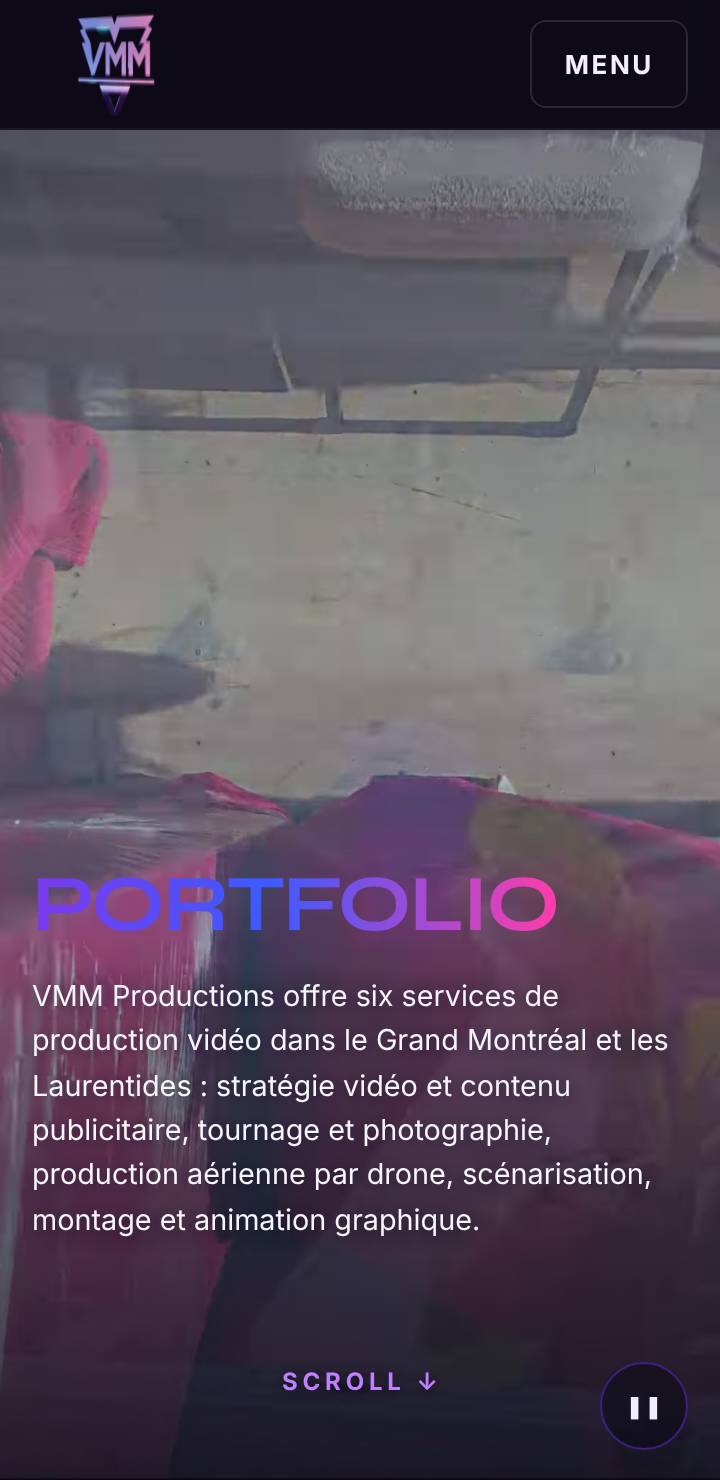 VMM
MENU
PORTFOLIO
VMM Productions offre six services de
production vidéo dans le Grand Montréal et les
Laurentides : stratégie vidéo et contenu
publicitaire, tournage et photographie,
production aérienne par drone, scénarisation,
montage et animation graphique.
SCROLL ↓